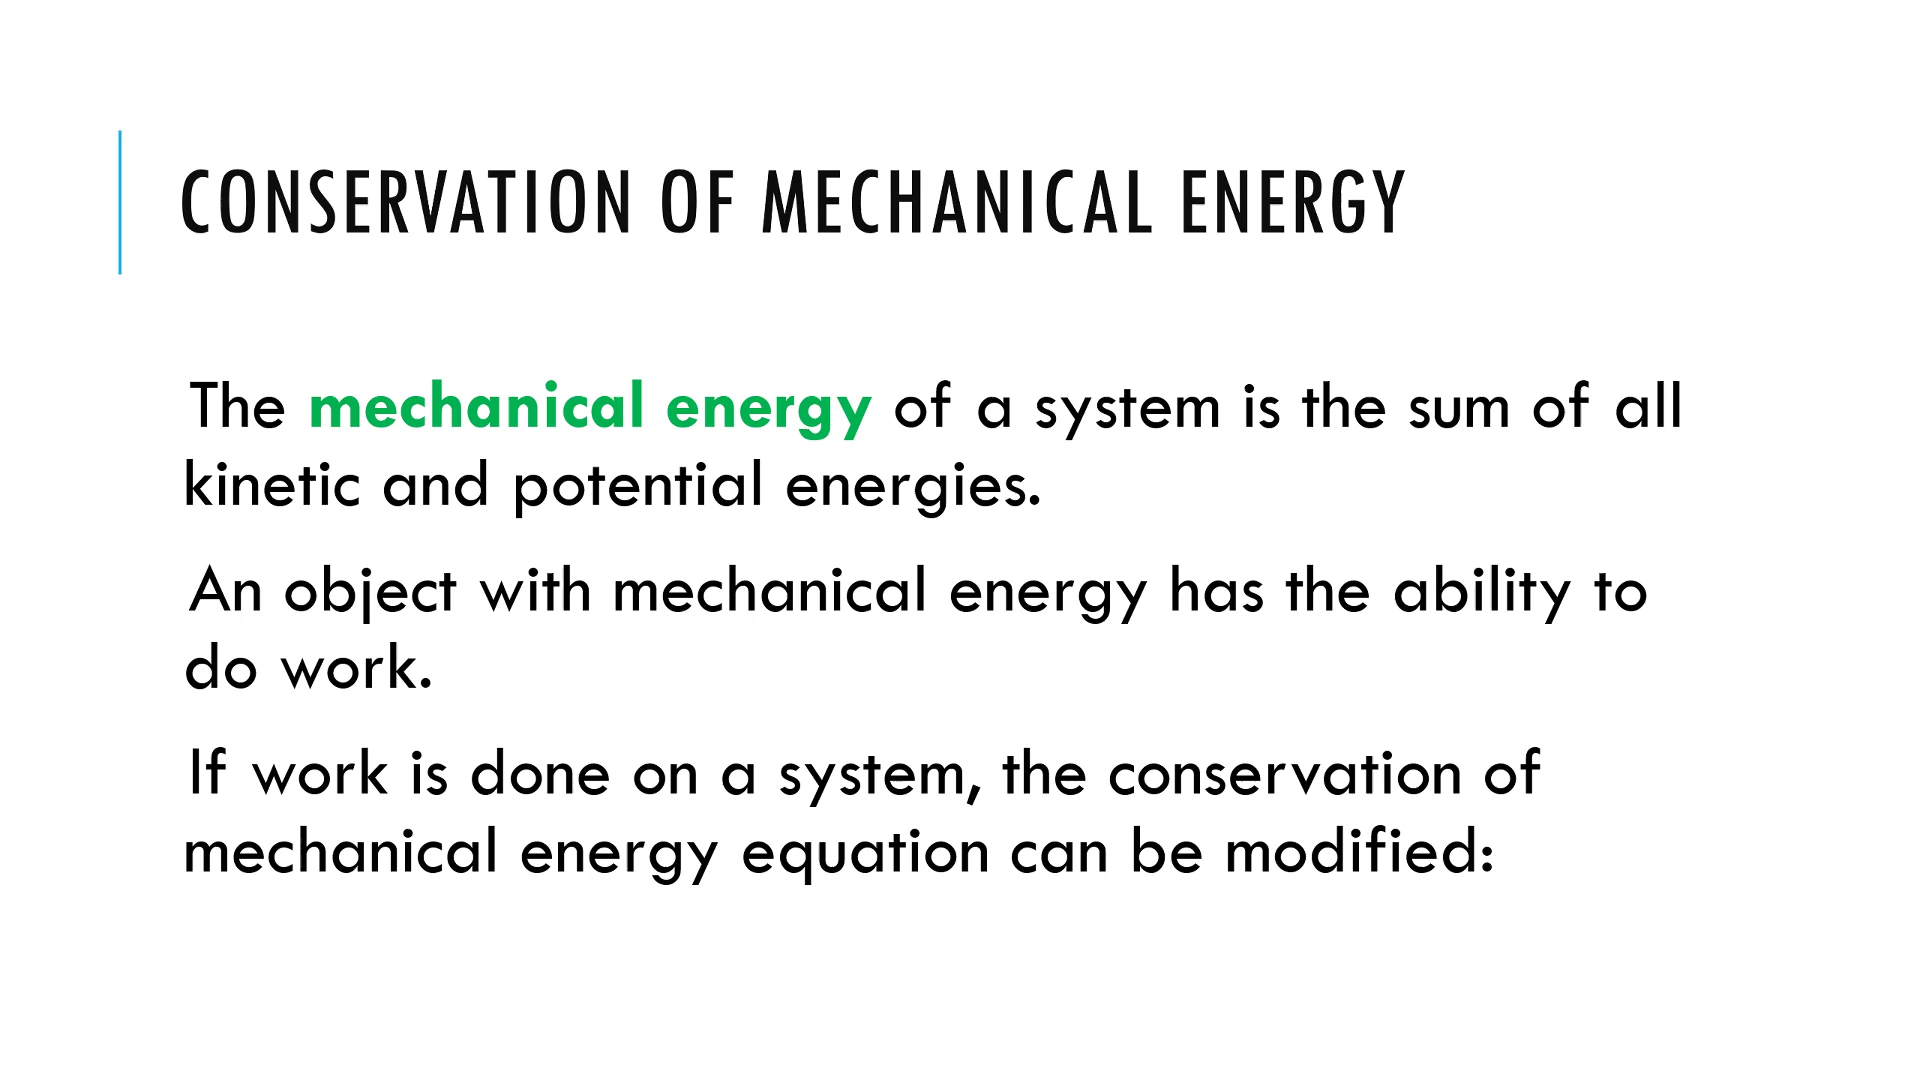 CONSERVATION OF MECHANICAL ENERGY
The mechanical energy of a system is the sum of all
kinetic and potential energies.
An object with mechanical energy has the ability to
do work.
If work is done on a system, the conservation of
mechanical energy equation can be modified: